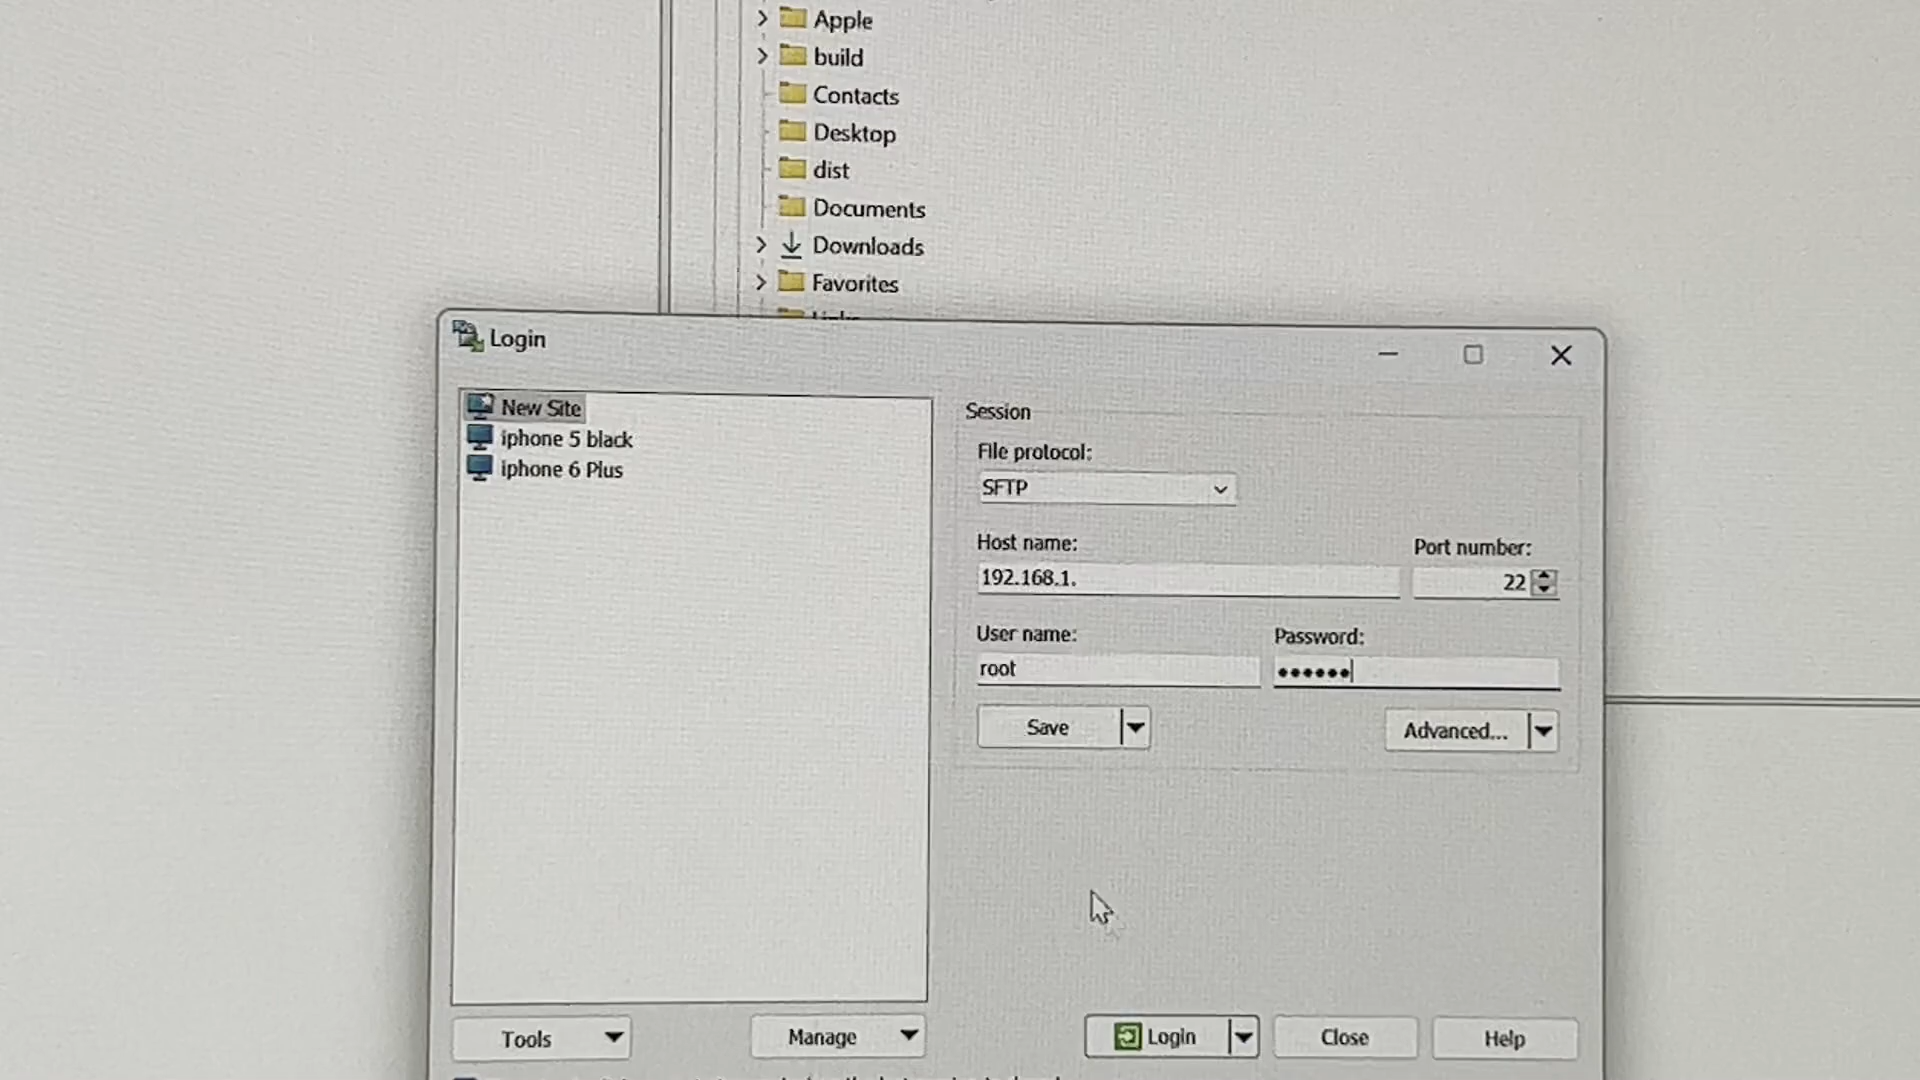 Apple
build
Contacts
Desktop
dist
Documents
Downloads
Favorites
Login
New Site
iphone 5 black
iphone 6 Plus
Session
File protocol:
SFTP
Host name:
Port number:
192.168.1.
22
User name:
Password:
root
••••••
Save
Advanced...
Tools
Manage
Login
Close
Help